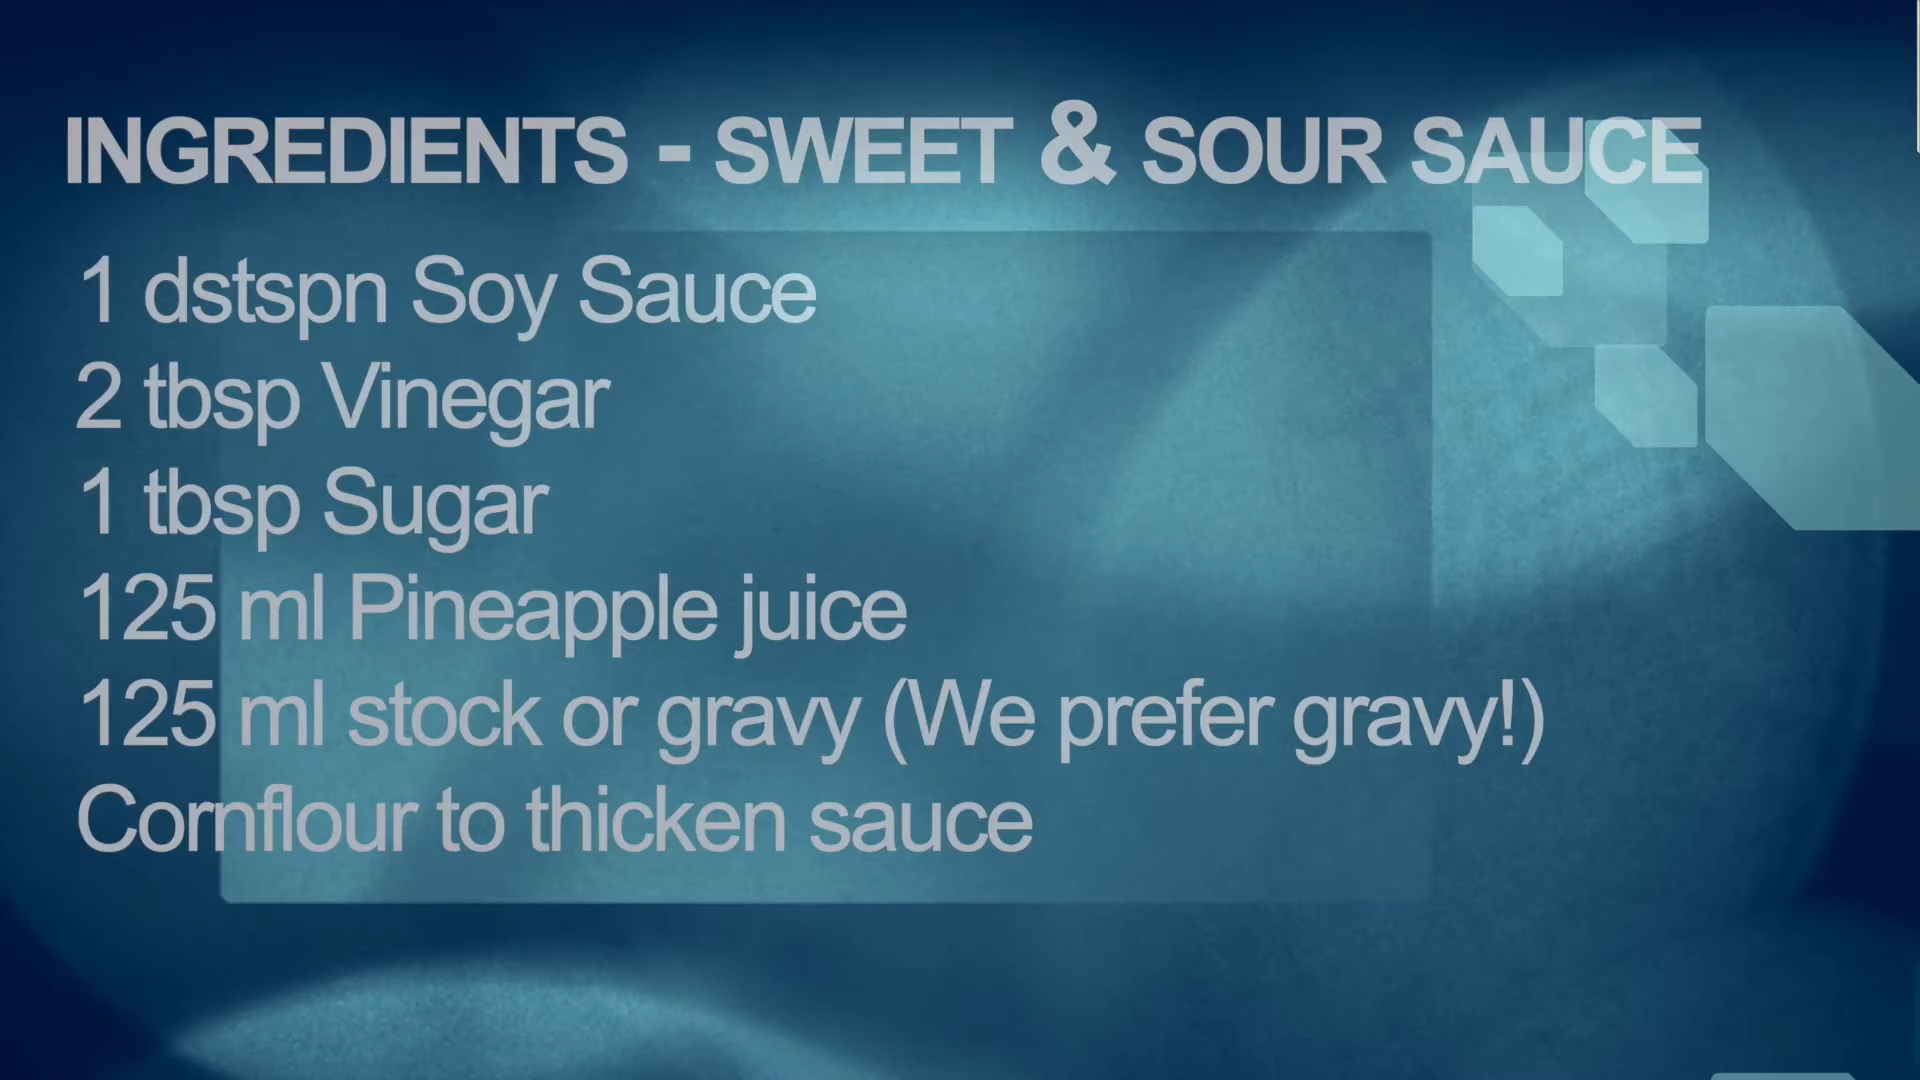 INGREDIENTS - SWEET & SOUR SAUCE
1 dstspn Soy Sauce
2 tbsp Vinegar
1 tbsp Sugar
125 ml Pineapple juice
125 ml stock or gravy (We prefer gravy!)
Cornflour to thicken sauce